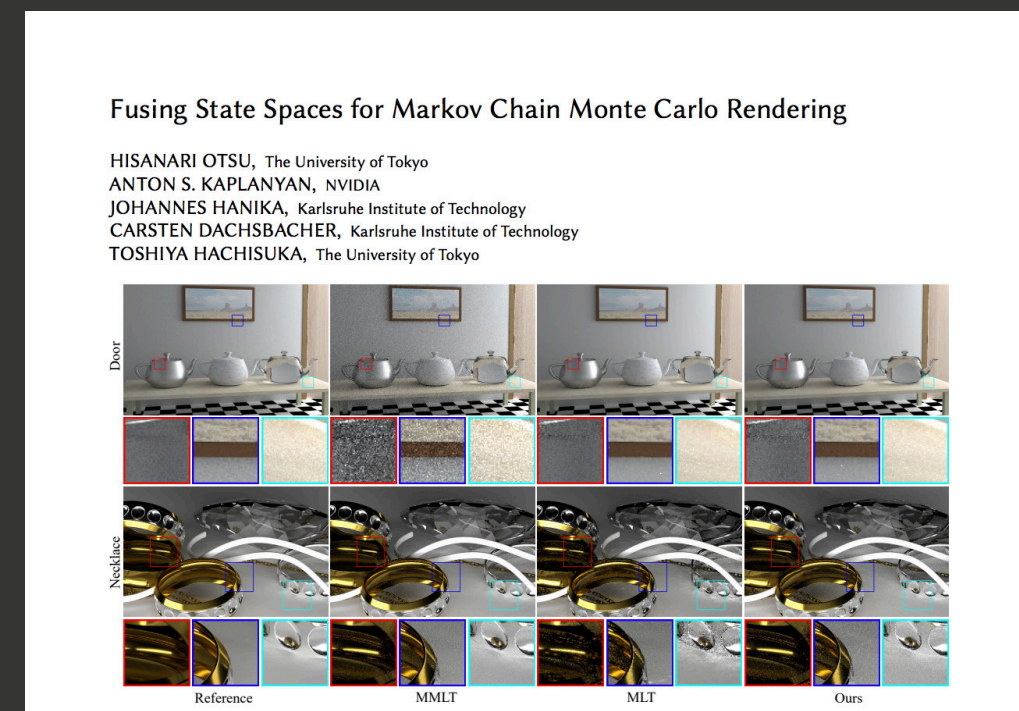 Fusing State Spaces for Markov Chain Monte Carlo Rendering
HISANARI OTSU, The University of Tokyo
ANTON S. KAPLANYAN, NVIDIA
JOHANNES HANIKA, Karlsruhe Institute of Technology
CARSTEN DACHSBACHER, Karlsruhe Institute of Technology
TOSHIYA HACHISUKA, The University of Tokyo
Door
Necklace
Reference MMLT MLT Ours